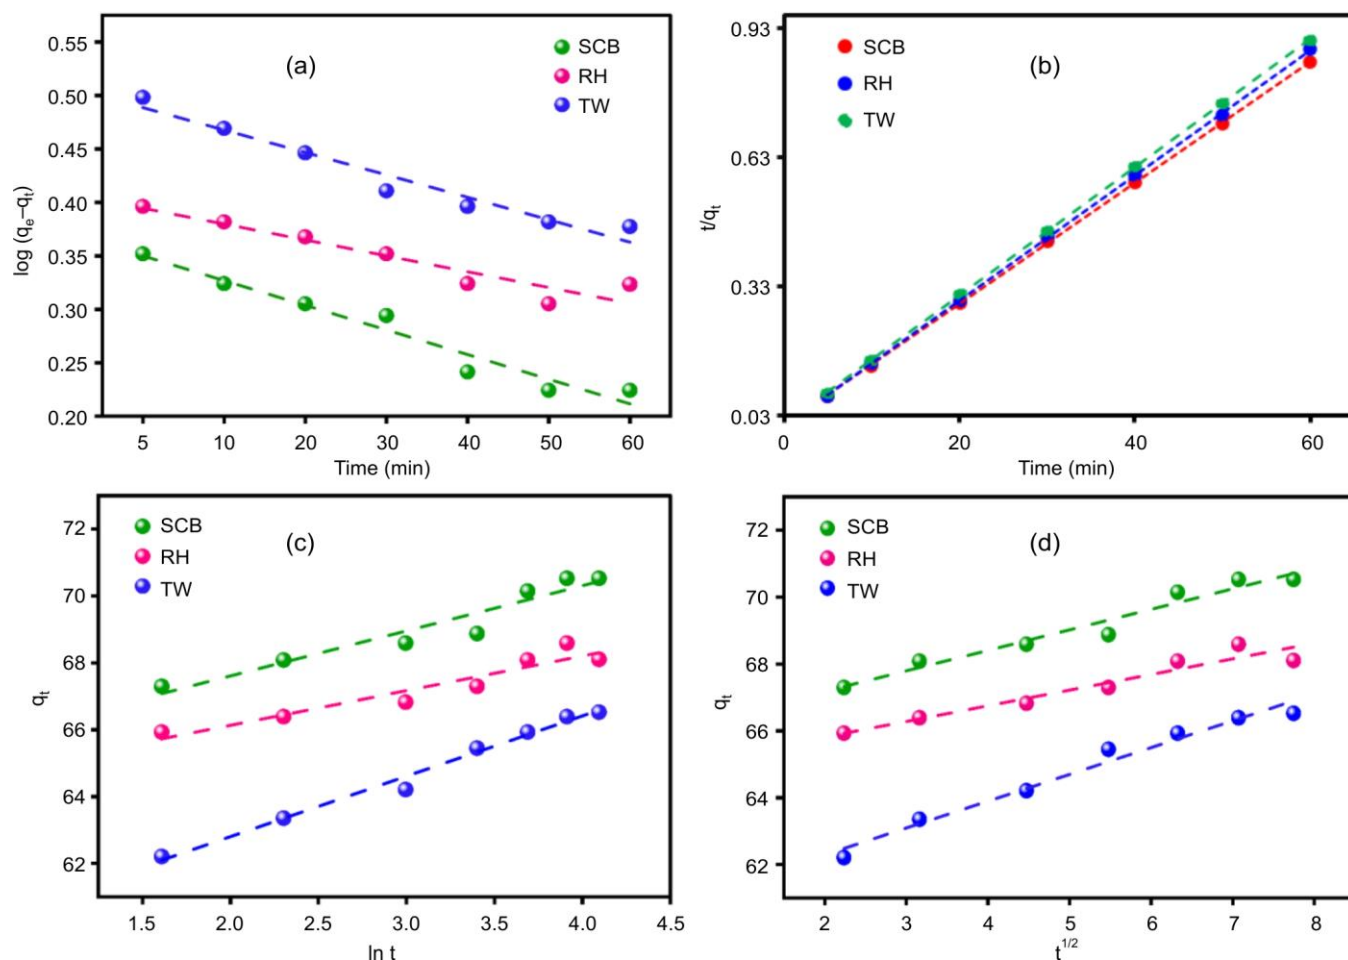 (a)
SCB
RH
TW
0.55
0.50
0.45
0.40
0.35
0.30
0.25
0.20
log (qₑ–qₜ)
5 10 20 30 40 50 60
Time (min)
(b)
SCB
RH
TW
0.93
0.63
0.33
0.03
t/qₜ
0 20 40 60
Time (min)
(c)
SCB
RH
TW
72
70
68
66
64
62
qₜ
1.5 2.0 2.5 3.0 3.5 4.0 4.5
ln t
(d)
SCB
RH
TW
72
70
68
66
64
62
qₜ
2 3 4 5 6 7 8
t^1/2